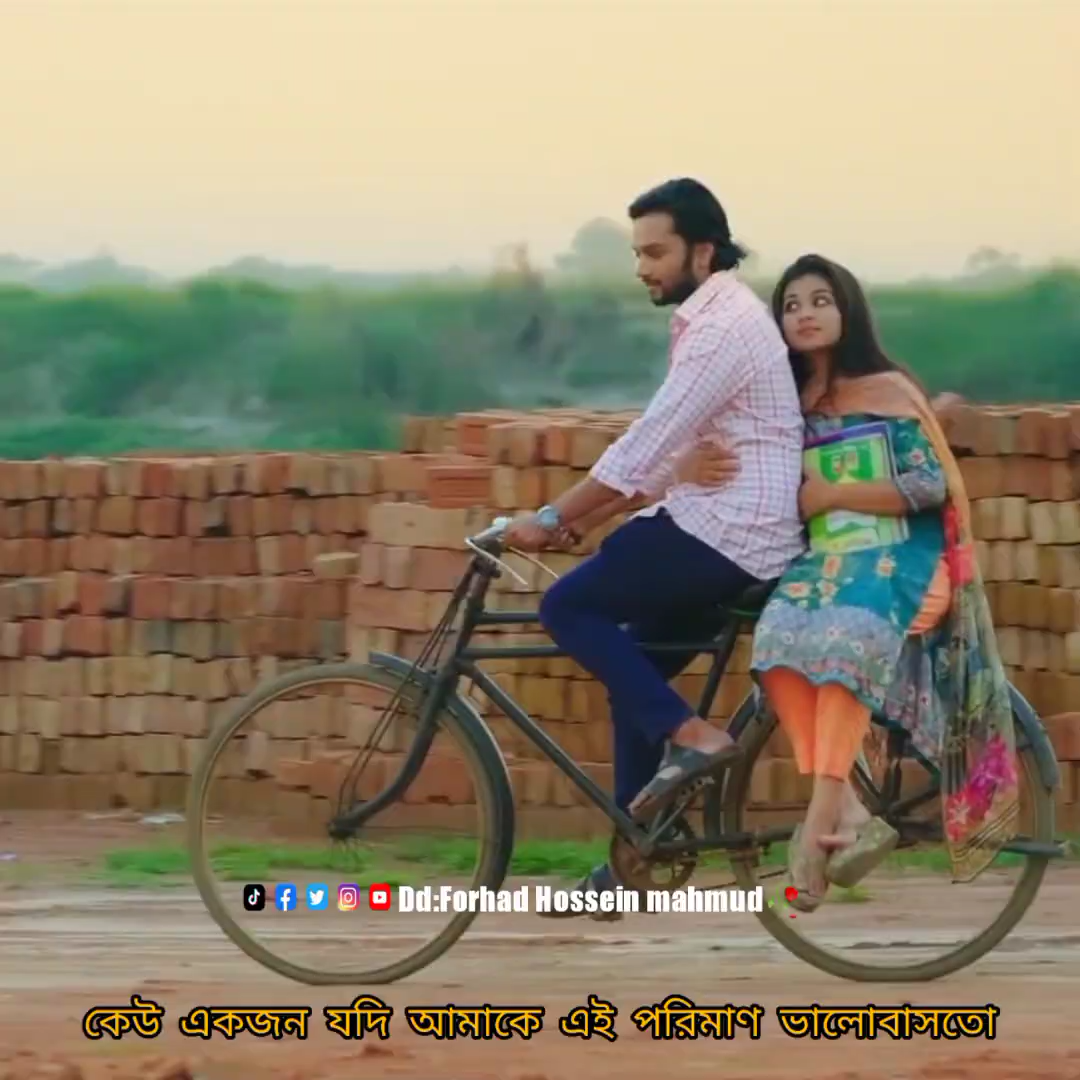 Dd:Forhad Hossein mahmud
কেউ একজন যদি আমাকে এই পরিমাণ ভালোবাসতো